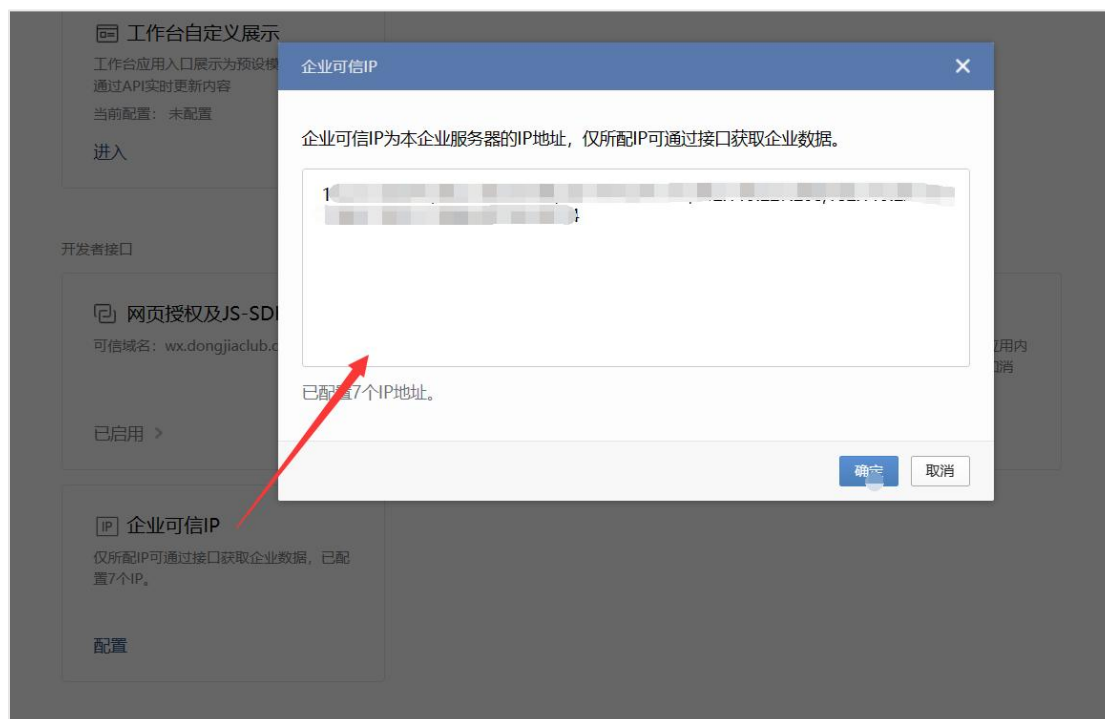 工作台自定义展示
工作台应用入口展示为预设模
通过API实时更新内容
当前配置： 未配置
进入
企业可信IP
企业可信IP为本企业服务器的IP地址，仅所配IP可通过接口获取企业数据。
1
4
已配置7个IP地址。
确定
取消
开发者接口
网页授权及JS-SD
可信域名：wx.dongjiaclub.c
已启用
用内
消
企业可信IP
仅所配IP可通过接口获取企业数据，已配
置7个IP。
配置